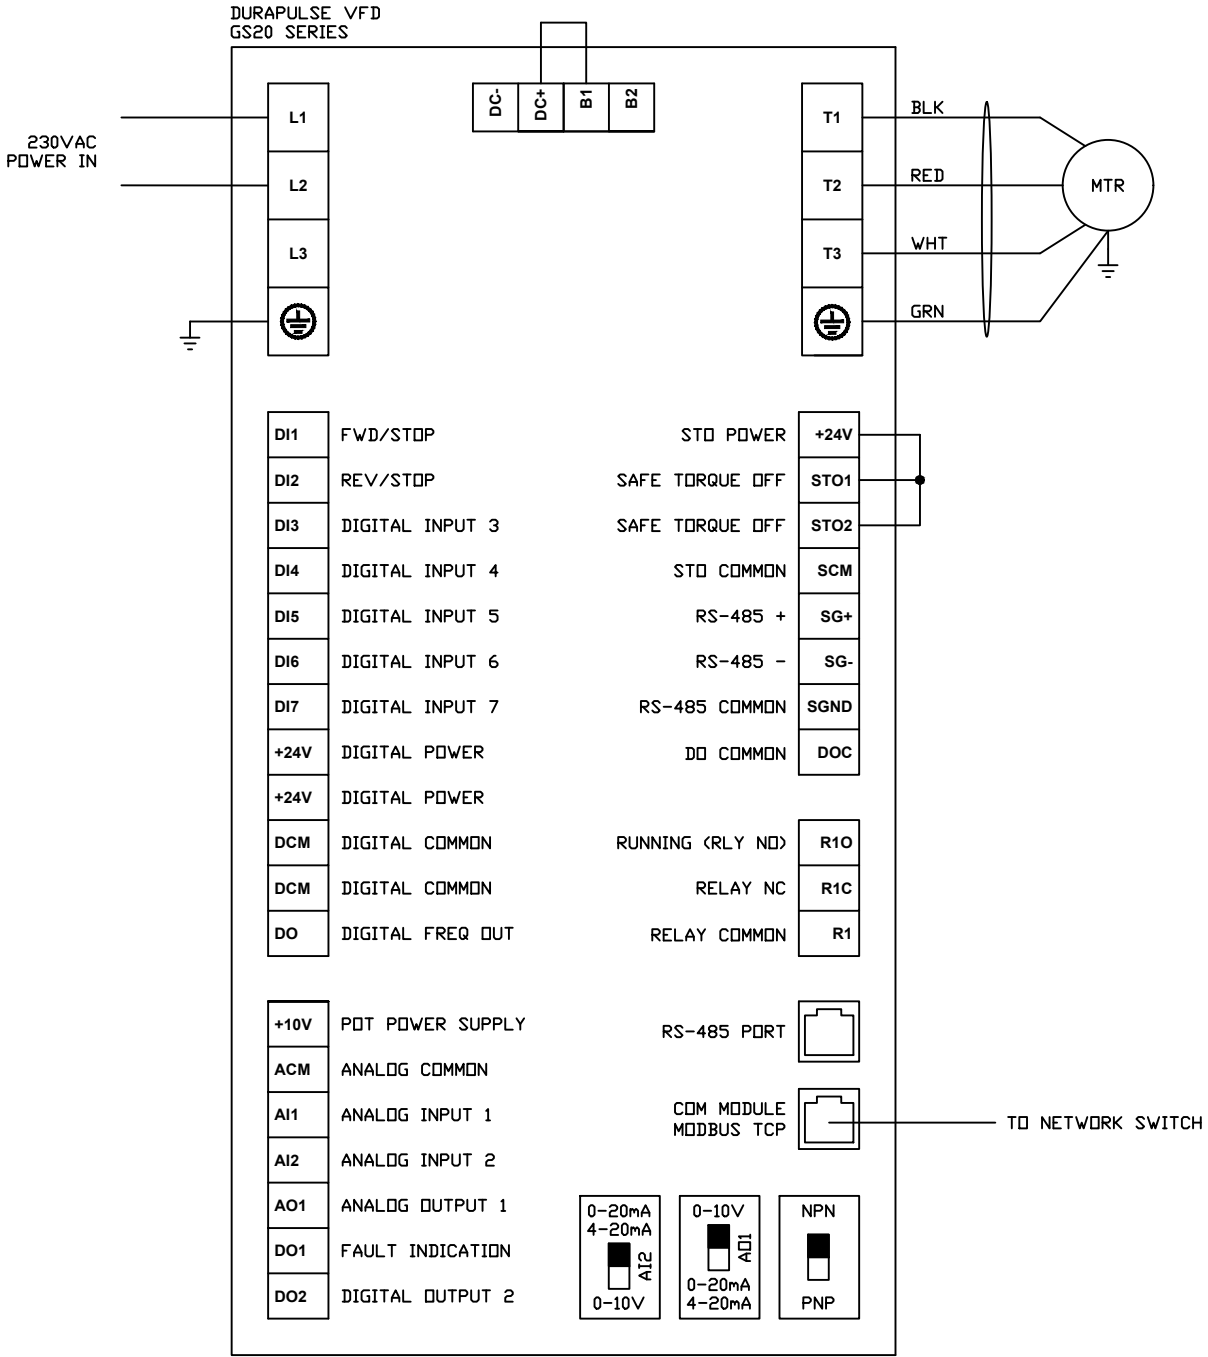 DURAPULSE VFD
GS20 SERIES
DC-
DC+
B1
B2
230VAC
POWER IN
L1
L2
L3
T1
BLK
T2
RED
T3
WHT
GRN
MTR
DI1 FWD/STOP
DI2 REV/STOP
DI3 DIGITAL INPUT 3
DI4 DIGITAL INPUT 4
DI5 DIGITAL INPUT 5
DI6 DIGITAL INPUT 6
DI7 DIGITAL INPUT 7
+24V DIGITAL POWER
+24V DIGITAL POWER
DCM DIGITAL COMMON
DCM DIGITAL COMMON
DO DIGITAL FREQ OUT
STO POWER +24V
SAFE TORQUE OFF STO1
SAFE TORQUE OFF STO2
STO COMMON SCM
RS-485 + SG+
RS-485 - SG-
RS-485 COMMON SGND
DO COMMON DOC
RUNNING (RLY NO) R1O
RELAY NC R1C
RELAY COMMON R1
+10V POT POWER SUPPLY
ACM ANALOG COMMON
AI1 ANALOG INPUT 1
AI2 ANALOG INPUT 2
AO1 ANALOG OUTPUT 1
DO1 FAULT INDICATION
DO2 DIGITAL OUTPUT 2
RS-485 PORT
COM MODULE
MODBUS TCP
TO NETWORK SWITCH
0-20mA
4-20mA
AI2
0-10V
0-10V
AO1
0-20mA
4-20mA
NPN
PNP